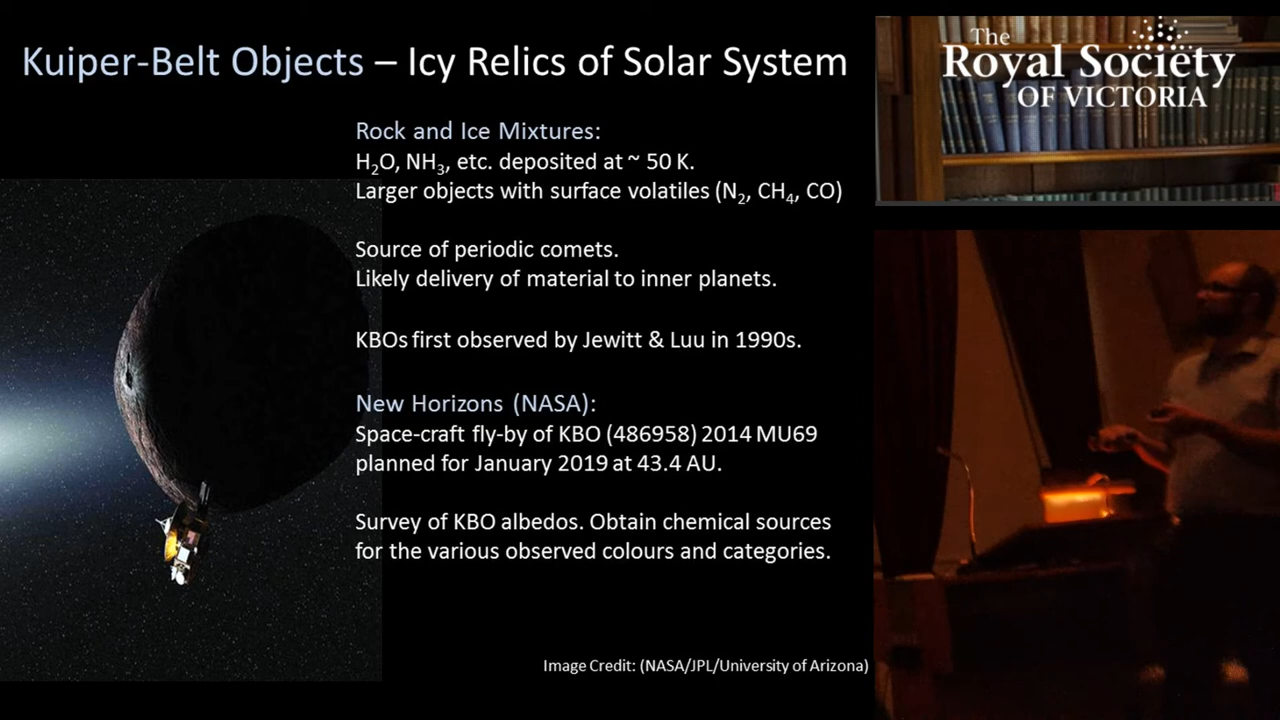 Kuiper-Belt Objects – Icy Relics of Solar System
Rock and Ice Mixtures:
H₂O, NH₃, etc. deposited at ~ 50 K.
Larger objects with surface volatiles (N₂, CH₄, CO)
Source of periodic comets.
Likely delivery of material to inner planets.
KBOs first observed by Jewitt & Luu in 1990s.
New Horizons (NASA):
Space-craft fly-by of KBO (486958) 2014 MU69
planned for January 2019 at 43.4 AU.
Survey of KBO albedos. Obtain chemical sources
for the various observed colours and categories.
Image Credit: (NASA/JPL/University of Arizona)
The
Royal Society
OF VICTORIA